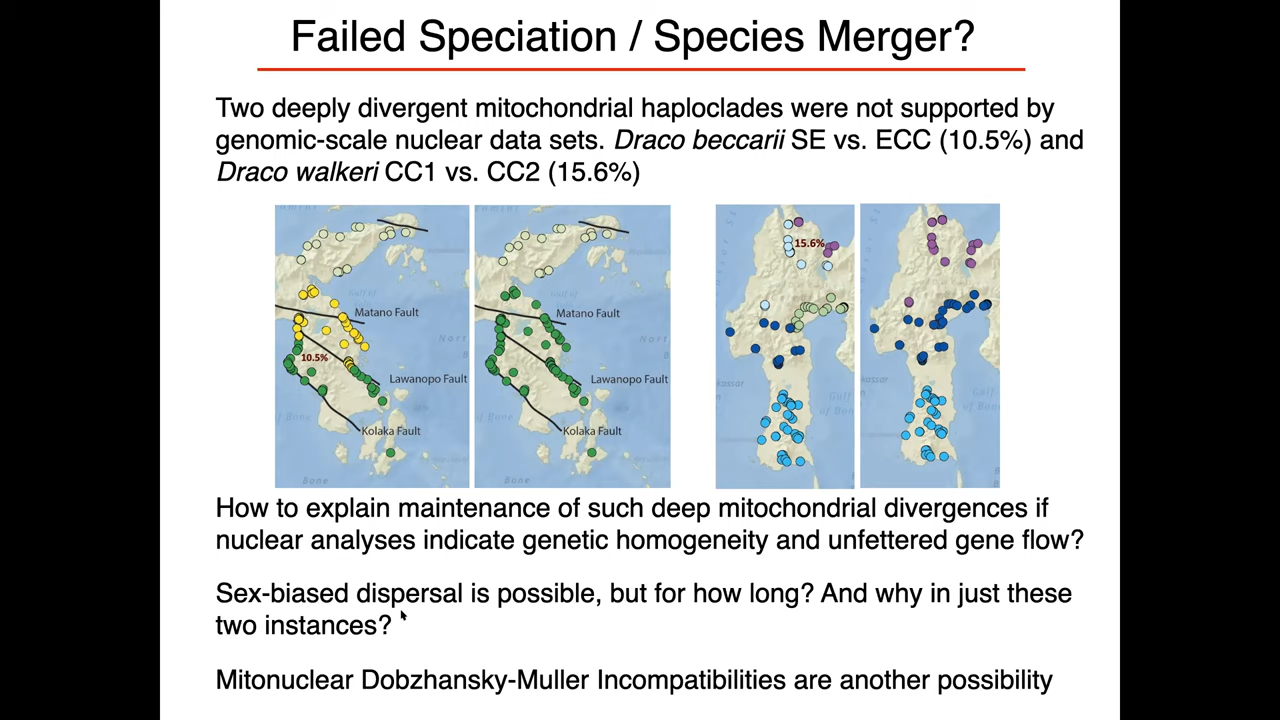 Failed Speciation / Species Merger?
Two deeply divergent mitochondrial haploclades were not supported by
genomic-scale nuclear data sets. Draco beccarii SE vs. ECC (10.5%) and
Draco walkeri CC1 vs. CC2 (15.6%)
Matano Fault
10.5%
Lawanopo Fault
Kolaka Fault
Bone
Matano Fault
Lawanopo Fault
Kolaka Fault
Bone
15.6%
How to explain maintenance of such deep mitochondrial divergences if
nuclear analyses indicate genetic homogeneity and unfettered gene flow?
Sex-biased dispersal is possible, but for how long? And why in just these
two instances?
Mitonuclear Dobzhansky-Muller Incompatibilities are another possibility